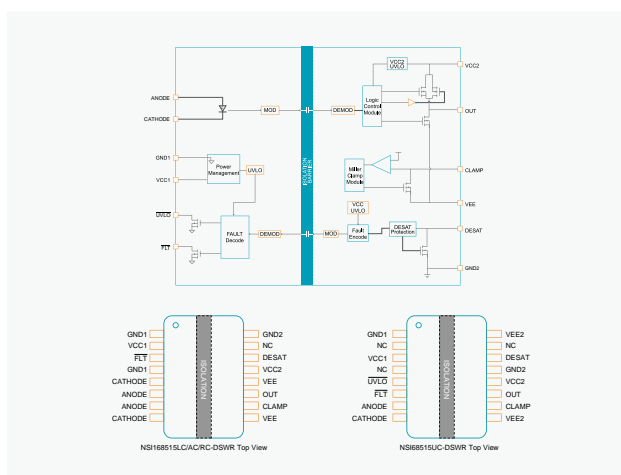 VCC2
UVLO
VCC2
ANODE
MOD
DEMOD
Logic
Control
Module
OUT
CATHODE
GND1
Power
Management
UVLO
VCC1
ISOLATION
BARRIER
Miller
Clamp
Module
CLAMP
VEE
UVLO
FLT
FAULT
Decode
DEMOD
MOD
VCC
UVLO
Fault
Encode
DESAT
Protection
DESAT
GND2
GND1
VCC1
FLT
GND1
CATHODE
ANODE
ANODE
CATHODE
ISOLATION
GND2
NC
DESAT
VCC2
VEE
OUT
CLAMP
VEE
NSI168515LC/AC/RC-DSWR Top View
GND1
NC
VCC1
NC
UVLO
FLT
ANODE
CATHODE
ISOLATION
VEE2
NC
DESAT
GND2
VCC2
OUT
CLAMP
VEE2
NSI68515UC-DSWR Top View